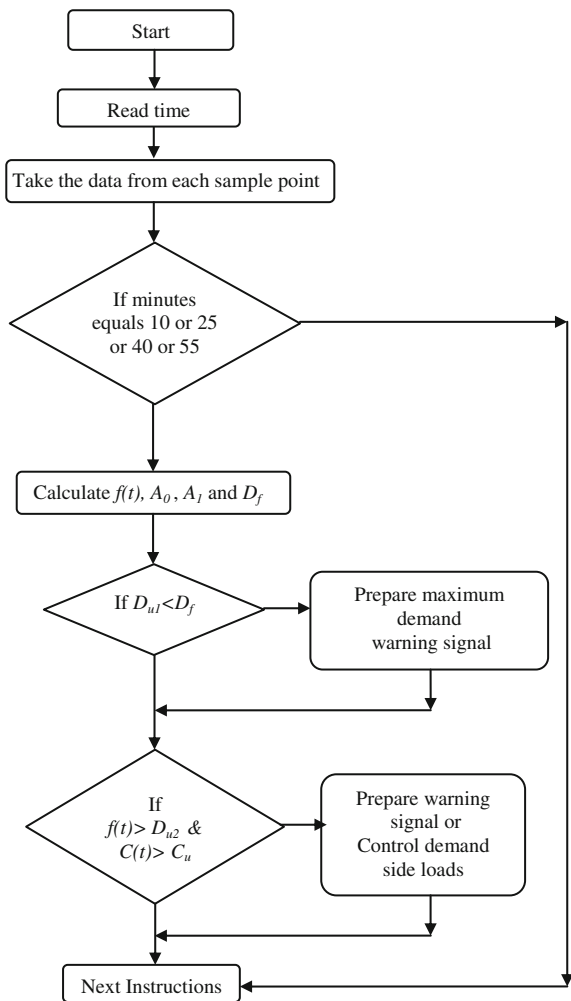 Start
Read time
Take the data from each sample point
If minutes
equals 10 or 25
or 40 or 55
Calculate f(t), A0 , A1 and Df
If Du1<Df
Prepare maximum
demand
warning signal
If
f(t)> Du2 &
C(t)> Cu
Prepare warning
signal or
Control demand
side loads
Next Instructions